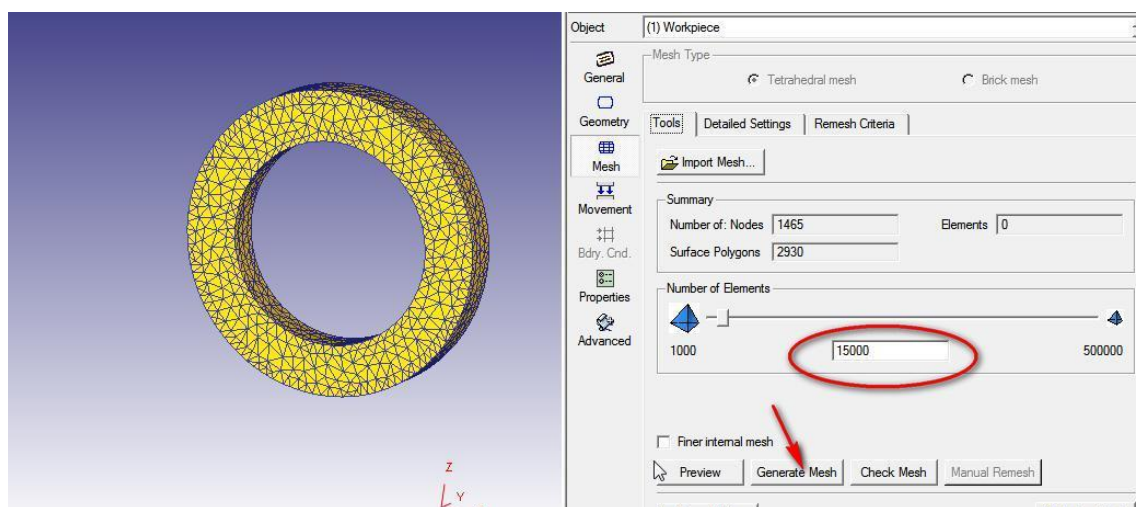 Object
(1) Workpiece
General
Geometry
Mesh
Movement
Bdry. Cnd.
Properties
Advanced
Mesh Type
Tetrahedral mesh Brick mesh
Tools Detailed Settings Remesh Criteria
Import Mesh...
Summary
Number of: Nodes 1465 Elements 0
Surface Polygons 2930
Number of Elements
1000 15000 500000
Finer internal mesh
Preview Generate Mesh Check Mesh Manual Remesh
Z
Y